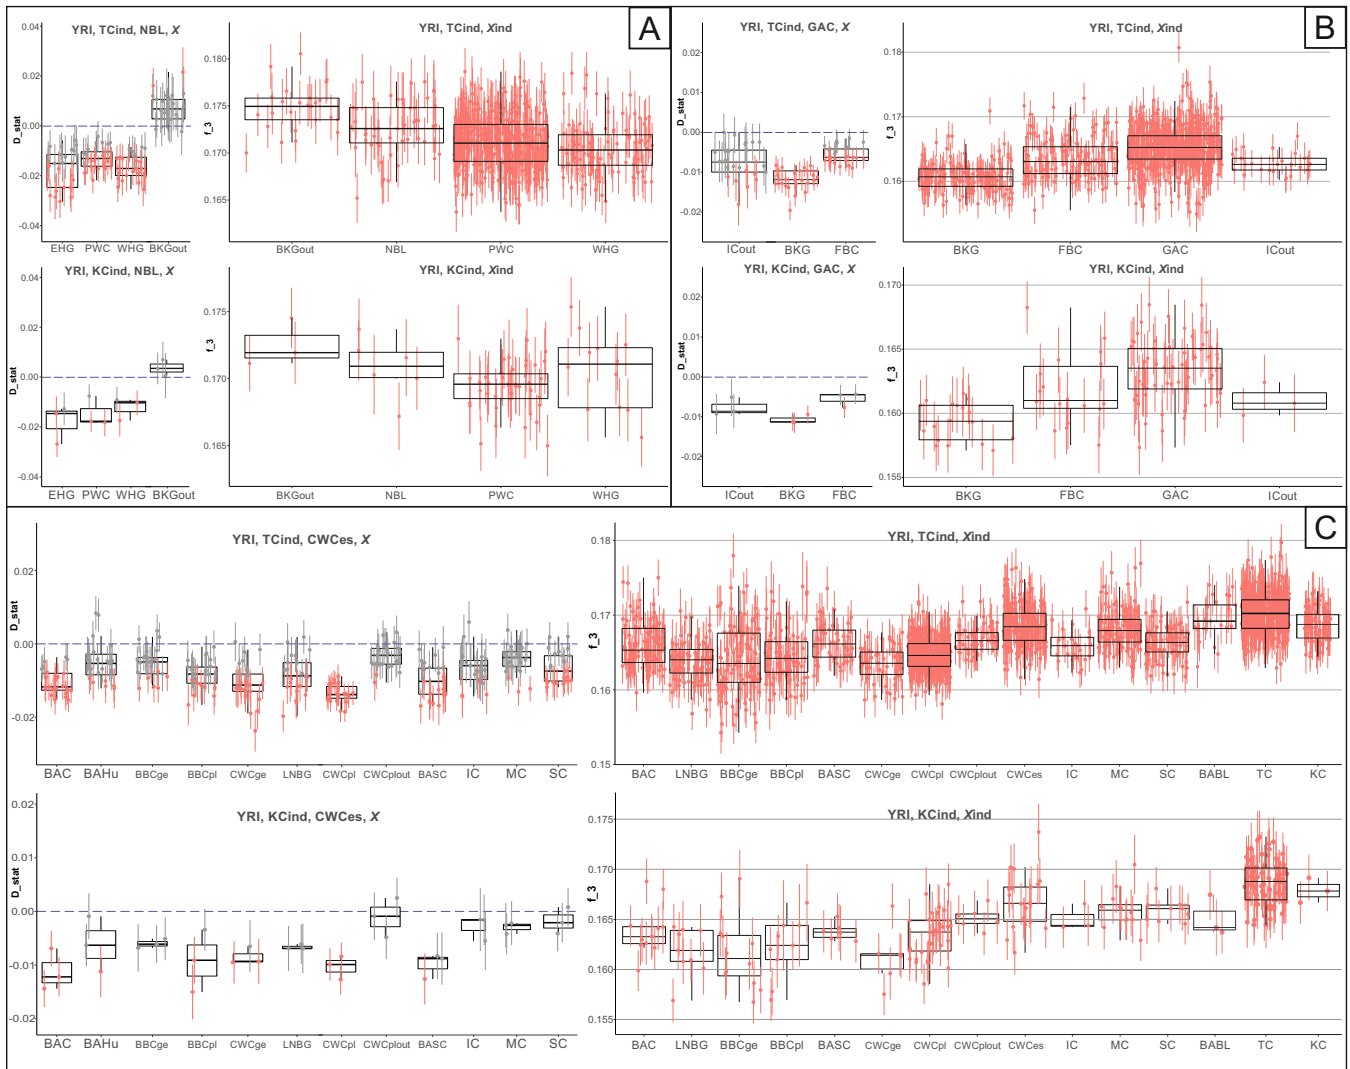 A
YRI, TCind, NBL, X
D_stat
0.04
0.02
0.00
-0.02
-0.04
EHG PWC WHG BKGout
YRI, TCind, Xind
f_3
0.180
0.175
0.170
0.165
BKGout NBL PWC WHG
YRI, KCind, NBL, X
D_stat
0.04
0.02
0.00
-0.02
-0.04
EHG PWC WHG BKGout
YRI, KCind, Xind
f_3
0.175
0.170
0.165
BKGout NBL PWC WHG
B
YRI, TCind, GAC, X
D_stat
0.02
0.00
-0.01
-0.02
ICout BKG FBC
YRI, TCind, Xind
f_3
0.18
0.17
0.16
BKG FBC GAC ICout
YRI, KCind, GAC, X
D_stat
0.02
0.00
-0.01
-0.02
ICout BKG FBC
YRI, KCind, Xind
f_3
0.170
0.165
0.160
0.155
BKG FBC GAC ICout
C
YRI, TCind, CWCes, X
D_stat
0.02
0.00
-0.01
-0.02
BAC BAHu BBCge BBCpl CWCge LNBG CWCpl CWCplout BASC IC MC SC
YRI, TCind, Xind
f_3
0.18
0.17
0.16
0.15
BAC LNBG BBCge BBCpl BASC CWCge CWCpl CWCplout CWCes IC MC SC BABL TC KC
YRI, KCind, CWCes, X
D_stat
0.02
0.01
0.00
-0.01
-0.02
BAC BAHu BBCge BBCpl CWCge LNBG CWCpl CWCplout BASC IC MC SC
YRI, KCind, Xind
f_3
0.175
0.170
0.165
0.160
0.155
BAC LNBG BBCge BBCpl BASC CWCge CWCpl CWCplout CWCes IC MC SC BABL TC KC